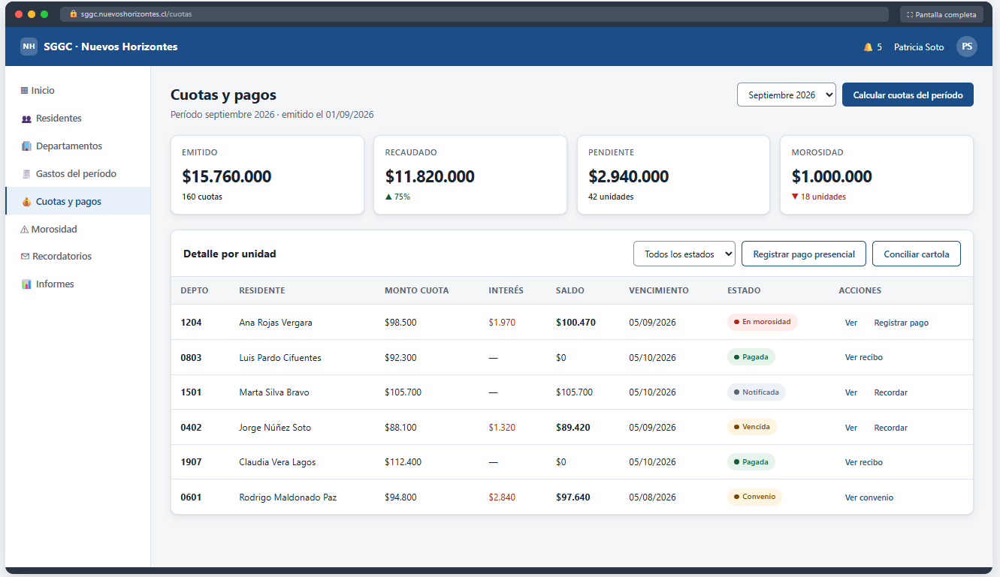 sggc.nuevoshorizontes.cl/cuotas
Pantalla completa
NH SGGC · Nuevos Horizontes
5 Patricia Soto PS
Inicio
Residentes
Departamentos
Gastos del período
Cuotas y pagos
Morosidad
Recordatorios
Informes
Cuotas y pagos
Período septiembre 2026 · emitido el 01/09/2026
Septiembre 2026
Calcular cuotas del período
EMITIDO
$15.760.000
160 cuotas
RECAUDADO
$11.820.000
▲ 75%
PENDIENTE
$2.940.000
42 unidades
MOROSIDAD
$1.000.000
▼ 18 unidades
Detalle por unidad
Todos los estados
Registrar pago presencial
Conciliar cartola
DEPTO RESIDENTE MONTO CUOTA INTERÉS SALDO VENCIMIENTO ESTADO ACCIONES
1204 Ana Rojas Vergara $98.500 $1.970 $100.470 05/09/2026 En morosidad Ver Registrar pago
0803 Luis Pardo Cifuentes $92.300 — $0 05/10/2026 Pagada Ver recibo
1501 Marta Silva Bravo $105.700 — $105.700 05/10/2026 Notificada Ver Recordar
0402 Jorge Núñez Soto $88.100 $1.320 $89.420 05/09/2026 Vencida Ver Recordar
1907 Claudia Vera Lagos $112.400 — $0 05/10/2026 Pagada Ver recibo
0601 Rodrigo Maldonado Paz $94.800 $2.840 $97.640 05/08/2026 Convenio Ver convenio